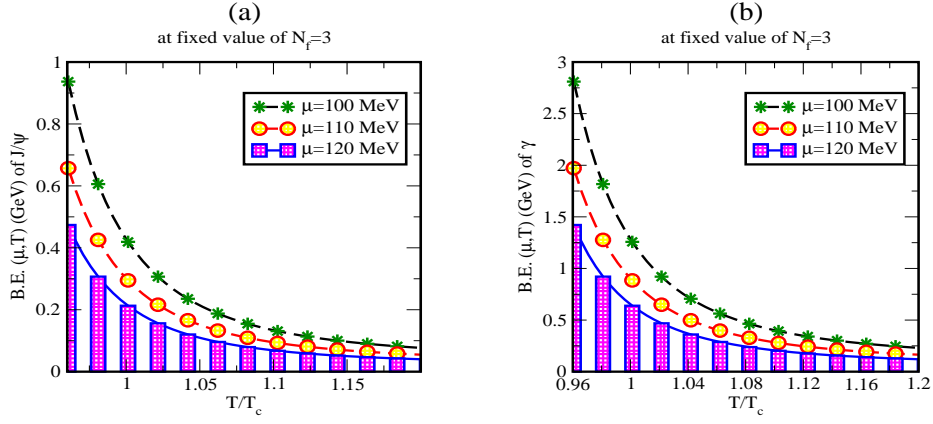 (a)
at fixed value of N_f=3
B.E. (μ,T) (GeV) of J/ψ
1
0.8
0.6
0.4
0.2
0
μ=100 MeV
μ=110 MeV
μ=120 MeV
1
1.05
1.1
1.15
T/T_c
(b)
at fixed value of N_f=3
B.E. (μ,T) (GeV) of γ
3
2.5
2
1.5
1
0.5
0
μ=100 MeV
μ=110 MeV
μ=120 MeV
0.96
1
1.04
1.08
1.12
1.16
1.2
T/T_c